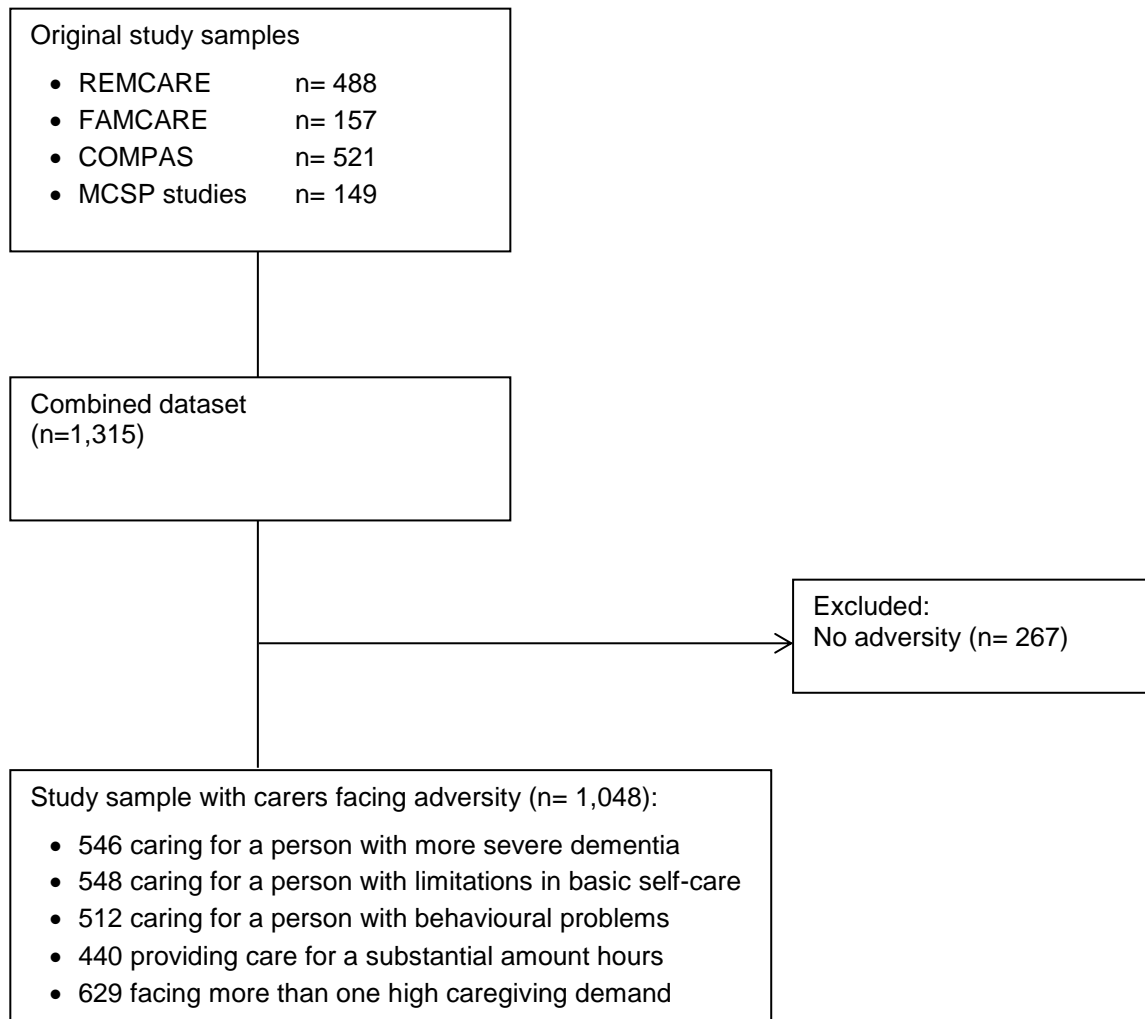 Original study samples
• REMCARE n= 488
• FAMCARE n= 157
• COMPAS n= 521
• MCSP studies n= 149
Combined dataset
(n=1,315)
Excluded:
No adversity (n= 267)
Study sample with carers facing adversity (n= 1,048):
• 546 caring for a person with more severe dementia
• 548 caring for a person with limitations in basic self-care
• 512 caring for a person with behavioural problems
• 440 providing care for a substantial amount hours
• 629 facing more than one high caregiving demand